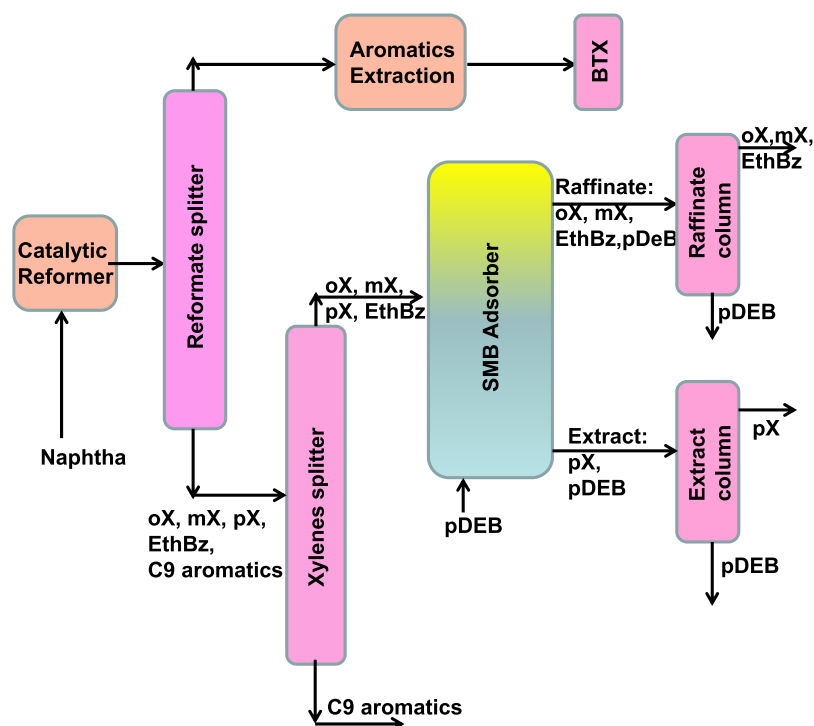 Aromatics
Extraction
BTX
Catalytic
Reformer
Naphtha
Reformate splitter
oX, mX, pX,
EthBz,
C9 aromatics
Xylenes splitter
oX, mX,
pX, EthBz
C9 aromatics
SMB Adsorber
pDEB
Raffinate:
oX, mX,
EthBz,pDeB
Raffinate
column
oX,mX,
EthBz
pDEB
Extract:
pX,
pDEB
Extract
column
pX
pDEB